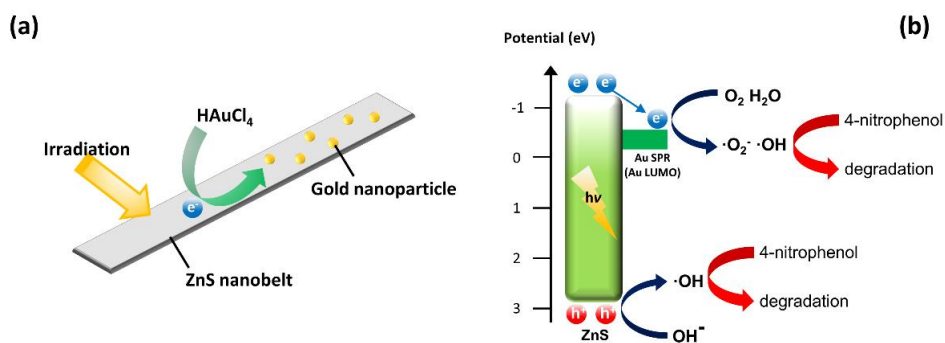 (a)
HAuCl4
Irradiation
Gold nanoparticle
e-
ZnS nanobelt
(b)
Potential (eV)
e- e-
-1
O2 H2O
e-
4-nitrophenol
·O2- ·OH
0
Au SPR
(Au LUMO)
degradation
hν
1
2
4-nitrophenol
·OH
3
degradation
h+ h+
ZnS
OH-